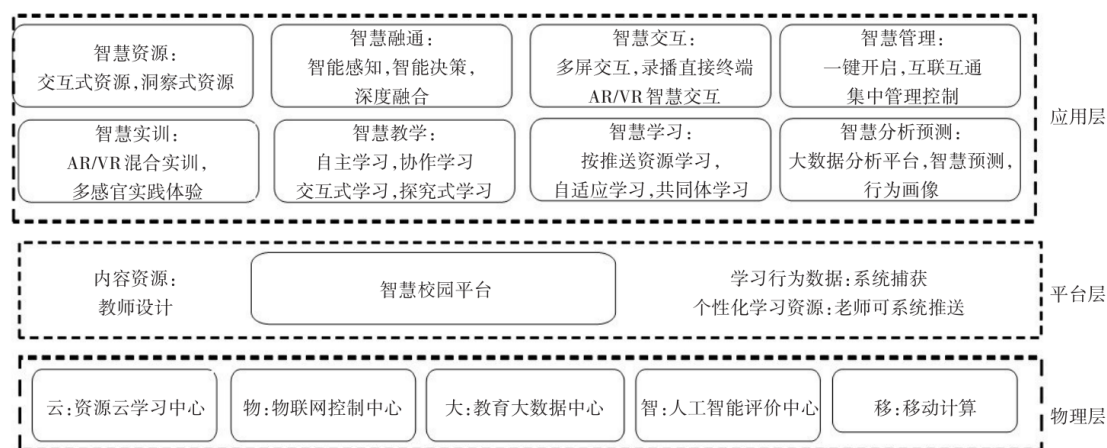 智慧资源:
交互式资源,洞察式资源
智慧融通:
智能感知,智能决策,
深度融合
智慧交互:
多屏交互,录播直接终端
AR/VR 智慧交互
智慧管理:
一键开启,互联互通
集中管理控制
智慧实训:
AR/VR 混合实训,
多感官实践体验
智慧教学:
自主学习,协作学习
交互式学习,探究式学习
智慧学习:
按推送资源学习,
自适应学习,共同体学习
智慧分析预测:
大数据分析平台,智慧预测,
行为画像
应用层
内容资源:
教师设计
智慧校园平台
学习行为数据:系统捕获
个性化学习资源:老师可系统推送
平台层
云:资源云学习中心
物:物联网控制中心
大:教育大数据中心
智:人工智能评价中心
移:移动计算
物理层